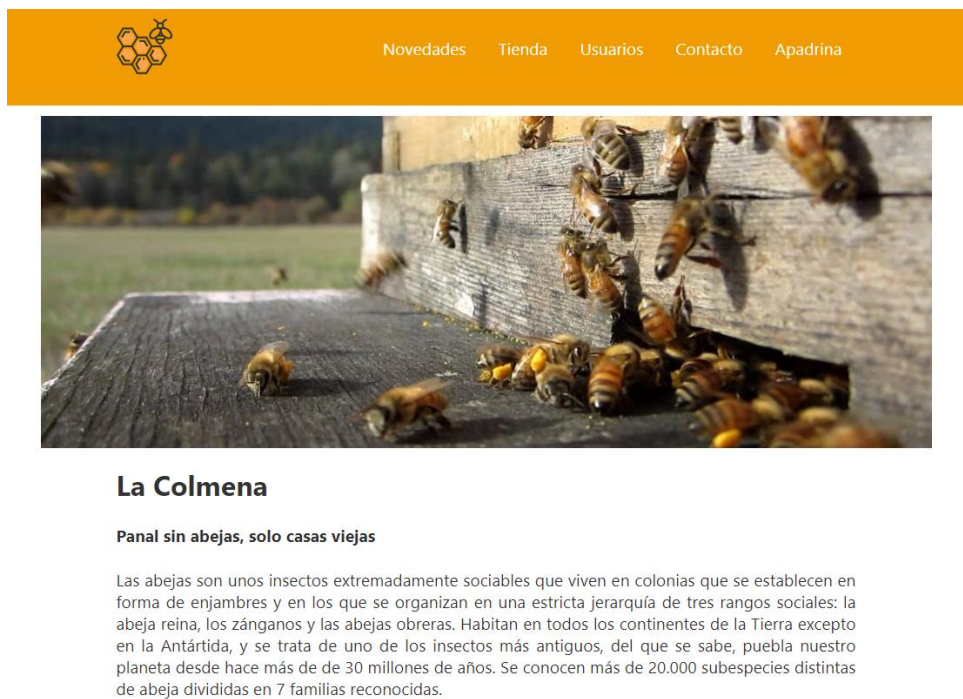 Novedades Tienda Usuarios Contacto Apadrina
La Colmena
Panal sin abejas, solo casas viejas
Las abejas son unos insectos extremadamente sociables que viven en colonias que se establecen en
forma de enjambres y en los que se organizan en una estricta jerarquía de tres rangos sociales: la
abeja reina, los zánganos y las abejas obreras. Habitan en todos los continentes de la Tierra excepto
en la Antártida, y se trata de uno de los insectos más antiguos, del que se sabe, puebla nuestro
planeta desde hace más de de 30 millones de años. Se conocen más de 20.000 subespecies distintas
de abeja divididas en 7 familias reconocidas.